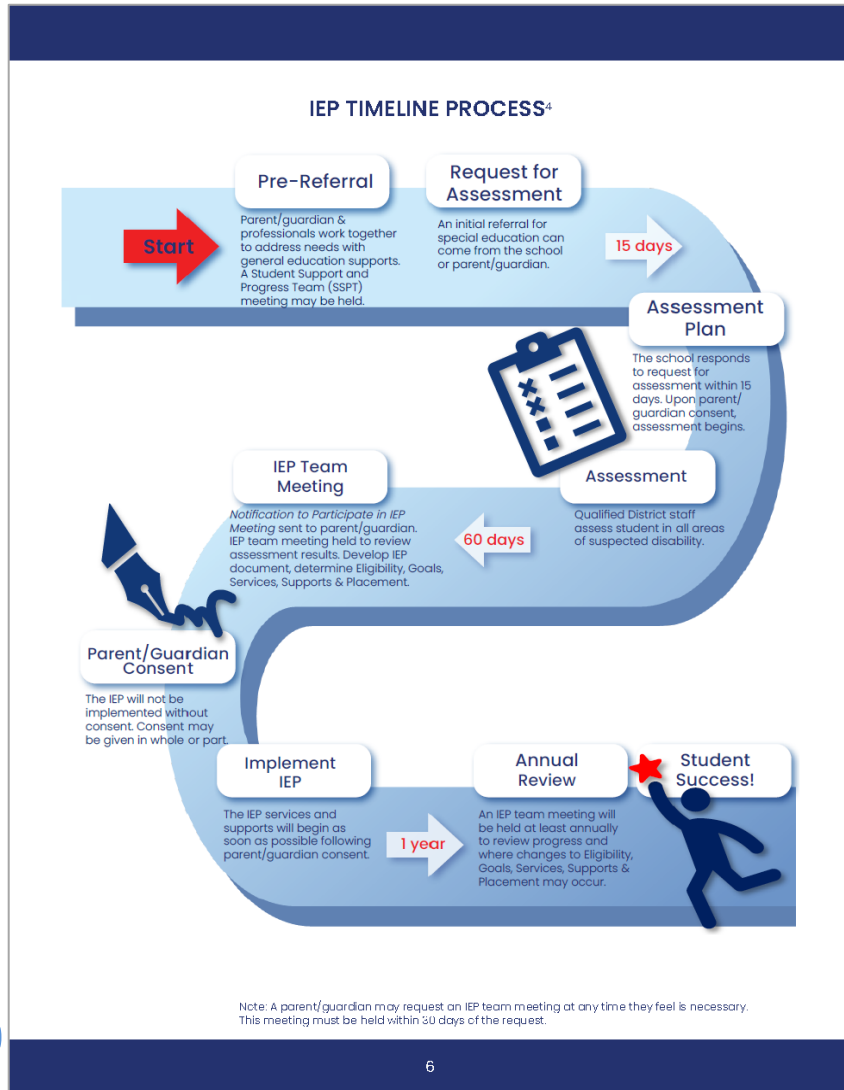 IEP TIMELINE PROCESS⁴
Pre-Referral
Parent/guardian &
professionals work together
to address needs with
general education supports.
A Student Support and
Progress Team (SSPT)
meeting may be held.
Request for
Assessment
An initial referral for
special education can
come from the school
or parent/guardian.
Start
15 days
Assessment
Plan
The school responds
to request for
assessment within 15
days. Upon parent/
guardian consent,
assessment begins.
Assessment
Qualified District staff
assess student in all areas
of suspected disability.
60 days
IEP Team
Meeting
Notification to Participate in IEP
Meeting sent to parent/guardian.
IEP team meeting held to review
assessment results. Develop IEP
document, determine Eligibility, Goals,
Services, Supports & Placement.
Parent/Guardian
Consent
The IEP will not be
implemented without
consent. Consent may
be given in whole or part.
Implement
IEP
The IEP services and
supports will begin as
soon as possible following
parent/guardian consent.
1 year
Annual
Review
An IEP team meeting will
be held at least annually
to review progress and
where changes to Eligibility,
Goals, Services, Supports &
Placement may occur.
Student
Success!
Note: A parent/guardian may request an IEP team meeting at any time they feel is necessary.
This meeting must be held within 30 days of the request.
6